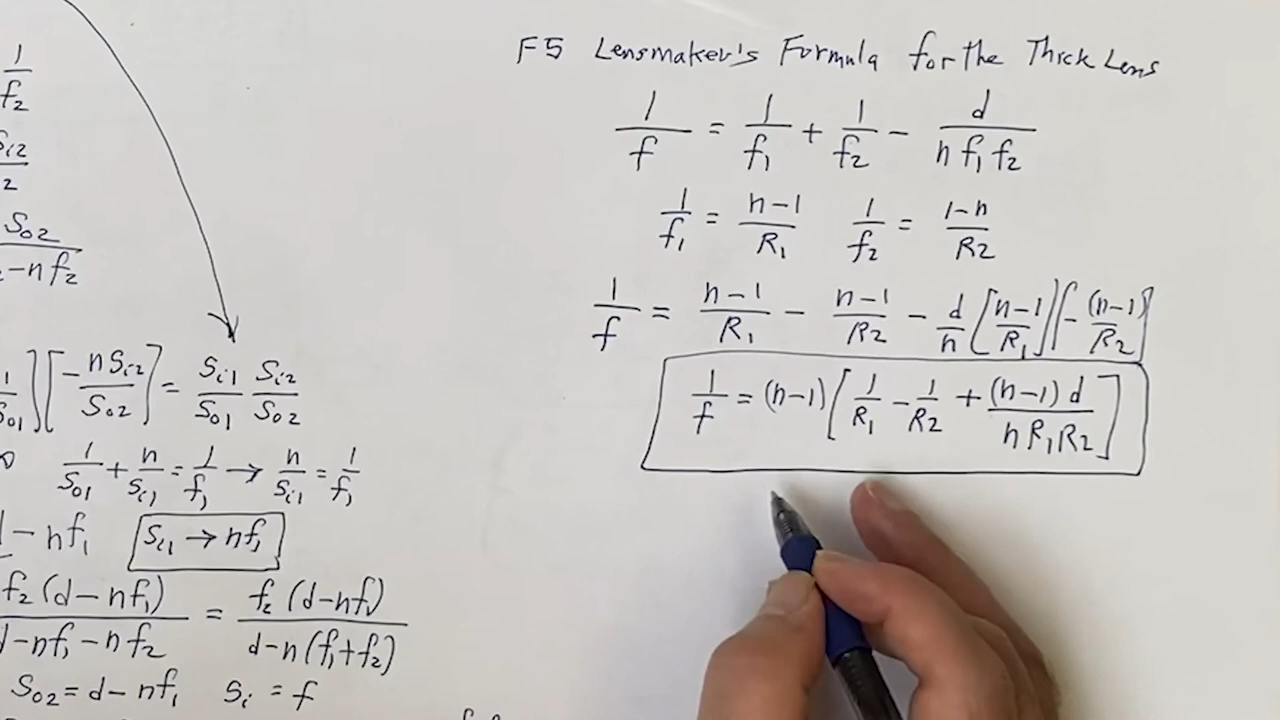 F5 Lensmaker's Formula for the Thick Lens
1/f = 1/f₁ + 1/f₂ − d/(n f₁ f₂)
1/f₁ = (n−1)/R₁   1/f₂ = (1−n)/R2
1/f = (n−1)/R₁ − (n−1)/R2 − d/n [(n−1)/R₁][−(n−1)/R2]
1/f = (n−1)[1/R₁ − 1/R2 + (n−1)d/(n R₁R2)]
1/f₂
Si2
2
So2
−nf₂
So1][−nSi2/So2] = Si1/So1 Si2/So2
1/So1 + n/Si1 = 1/f₁ → n/Si1 = 1/f₁
− nf₁   Si1 → nf₁
f₂(d−nf₁)/(d−nf₁−nf₂) = f₂(d−nf₁)/(d−n(f₁+f₂))
So2 = d−nf₁   Si = f